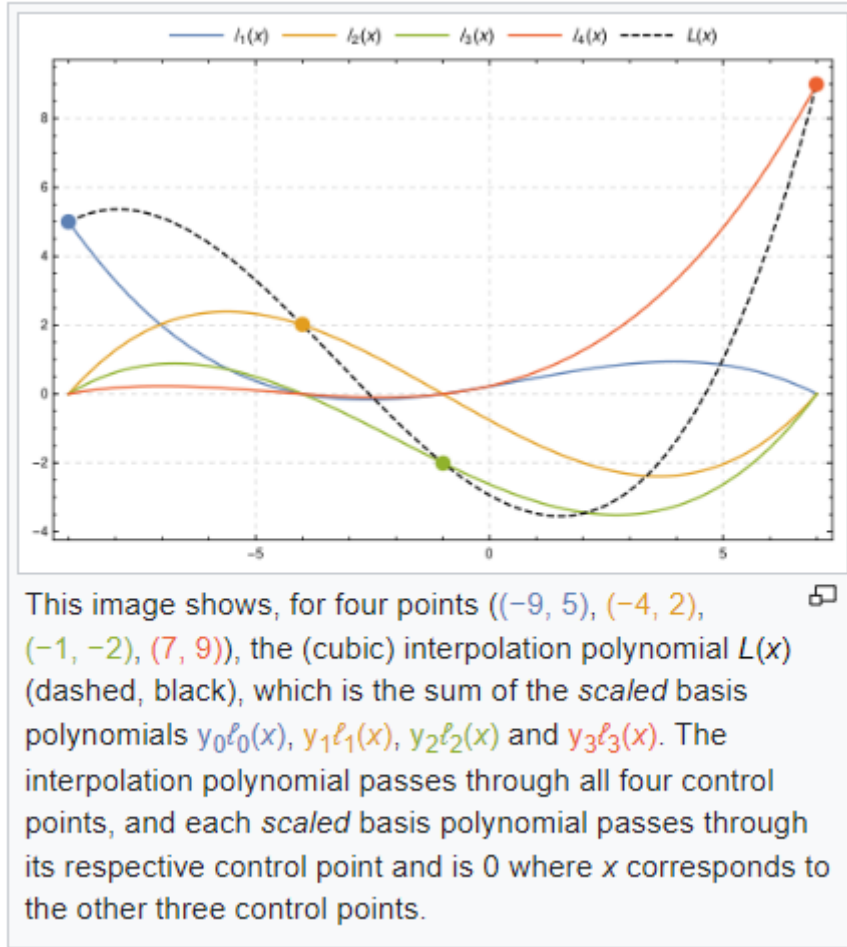 l₁(x) l₂(x) l₃(x) l₄(x) L(x)
8
6
4
2
0
−2
−4
−5 0 5
This image shows, for four points ((−9, 5), (−4, 2),
(−1, −2), (7, 9)), the (cubic) interpolation polynomial L(x)
(dashed, black), which is the sum of the scaled basis
polynomials y₀ℓ₀(x), y₁ℓ₁(x), y₂ℓ₂(x) and y₃ℓ₃(x). The
interpolation polynomial passes through all four control
points, and each scaled basis polynomial passes through
its respective control point and is 0 where x corresponds to
the other three control points.